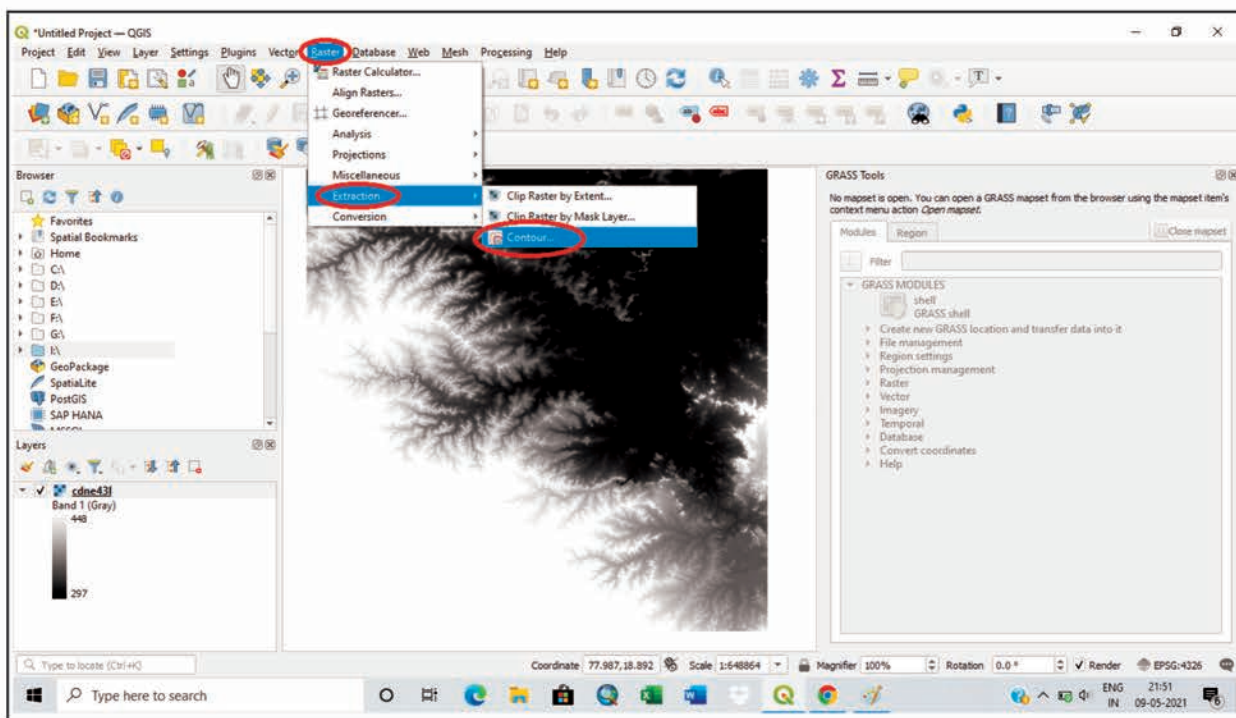 *Untitled Project — QGIS
Project Edit View Layer Settings Plugins Vector Raster Database Web Mesh Processing Help
Raster Calculator...
Align Rasters...
Georeferencer...
Analysis
Projections
Miscellaneous
Extraction
Conversion
Clip Raster by Extent...
Clip Raster by Mask Layer...
Contour...
Browser
Favorites
Spatial Bookmarks
Home
C:\
D:\
E:\
F:\
G:\
I:\
GeoPackage
SpatiaLite
PostGIS
SAP HANA
MSSQL
Layers
cdne43l
Band 1 (Gray)
448
297
GRASS Tools
No mapset is open. You can open a GRASS mapset from the browser using the mapset item's
context menu action Open mapset.
Modules Region Close mapset
Filter
GRASS MODULES
shell
GRASS shell
Create new GRASS location and transfer data into it
File management
Region settings
Projection management
Raster
Vector
Imagery
Temporal
Database
Convert coordinates
Help
Type to locate (Ctrl+K) Coordinate 77.987,18.892 Scale 1:648864 Magnifier 100% Rotation 0.0 ° Render EPSG:4326
Type here to search
ENG
IN
21:51
09-05-2021
6